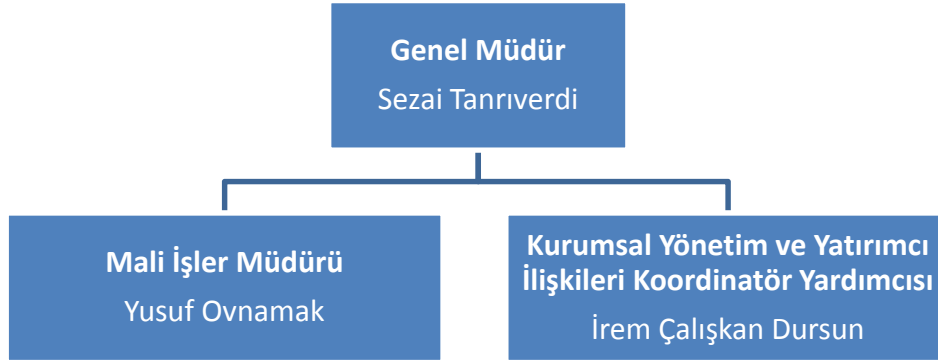 Genel Müdür
Sezai Tanrıverdi
Mali İşler Müdürü
Yusuf Ovnamak
Kurumsal Yönetim ve Yatırımcı
İlişkileri Koordinatör Yardımcısı
İrem Çalışkan Dursun